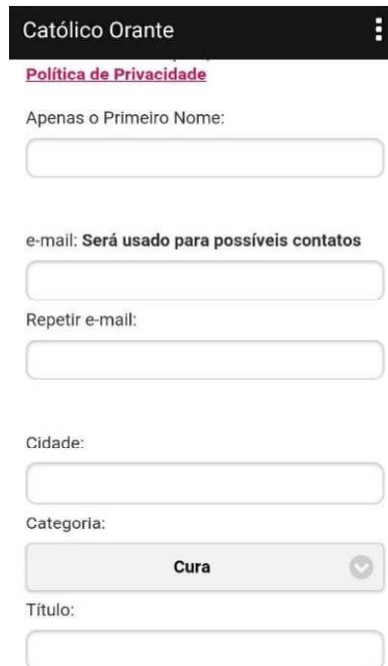 Católico Orante
Política de Privacidade
Apenas o Primeiro Nome:
e-mail: Será usado para possíveis contatos
Repetir e-mail:
Cidade:
Categoria:
Cura
Título: